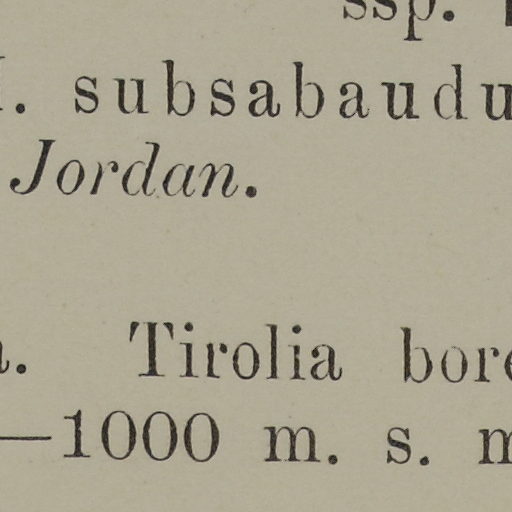 ssp.
. subsabaudu
Jordan.
a. Tirolia bore
—1000 m. s. m